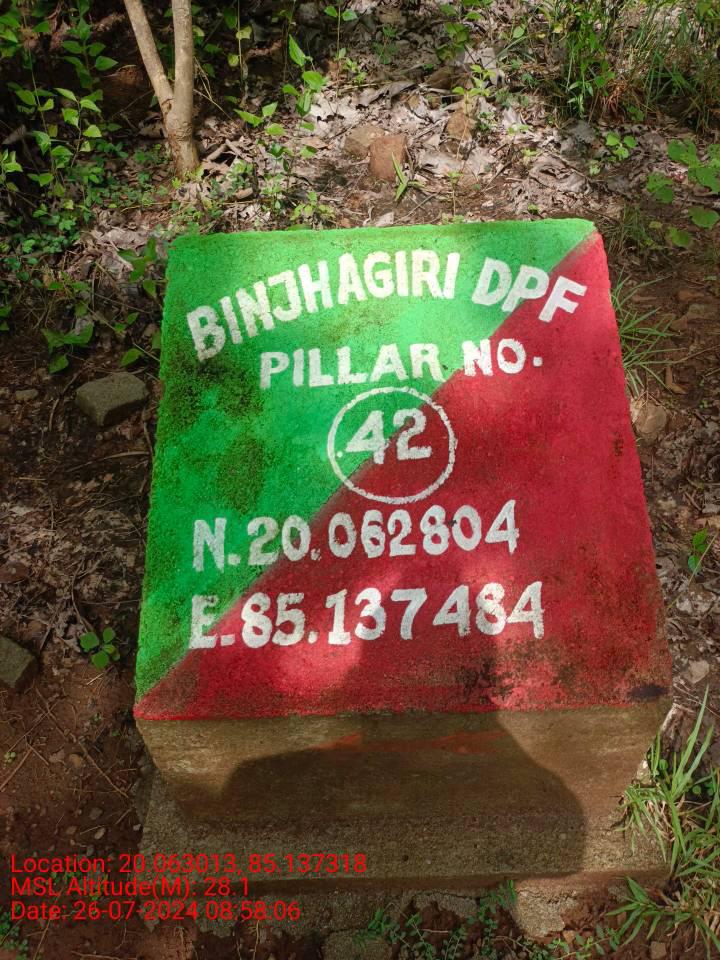 BINJHAGIRI DPF
PILLAR NO.
42
N.20.062804
E.85.137484
Location: 20.063013, 85.137318
MSL Altitude(M): 28.1
Date: 26-07-2024 08:58:06